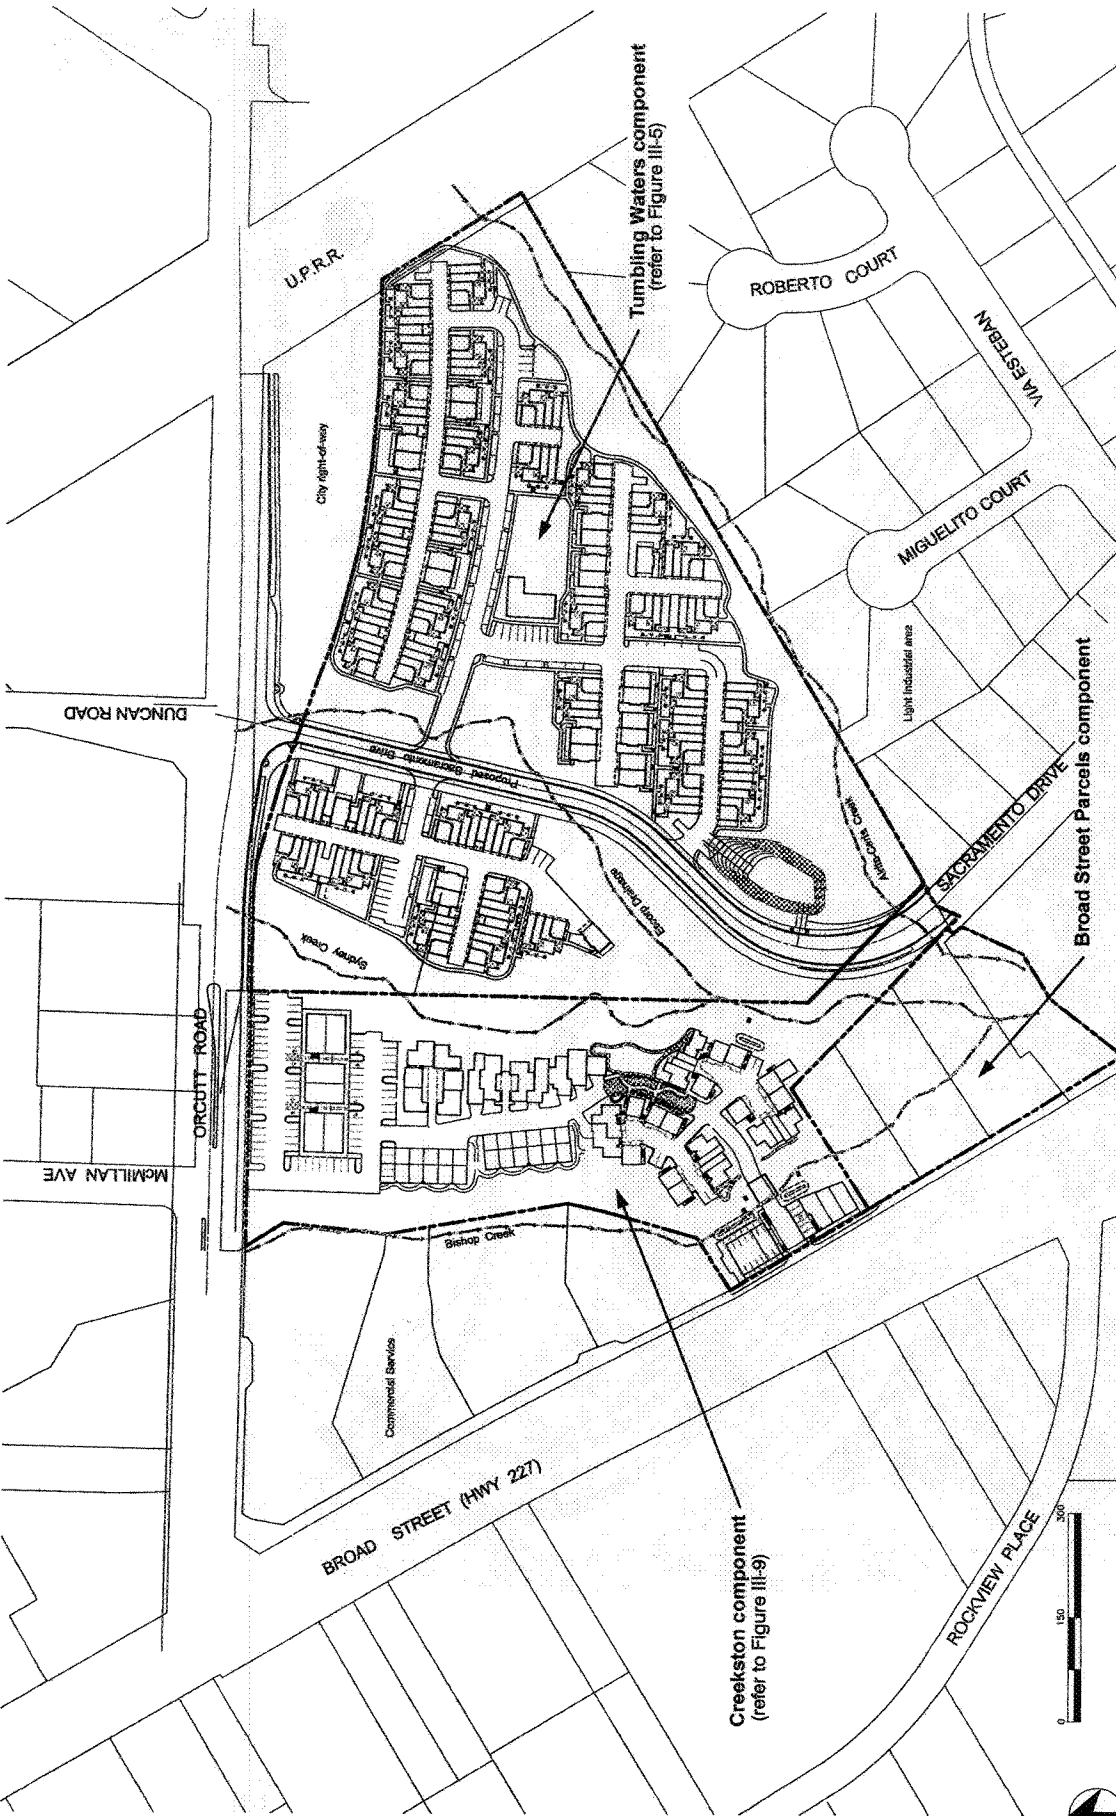 U.P.R.R.
Tumbling Waters component
(refer to Figure III-5)
ROBERTO COURT
VIA ESTEBAN
City right-of-way
MIGUELITO COURT
Light industrial area
DUNCAN ROAD
Proposed Sacramento Drive
SACRAMENTO DRIVE
Broad Street Parcels component
Sydney Creek
Drainage
Creek
ORCUTT ROAD
McMILLAN AVE
Bishop Creek
Commercial Service
BROAD STREET (HWY 227)
Creekston component
(refer to Figure III-9)
ROCKVIEW PLACE
0 150 300